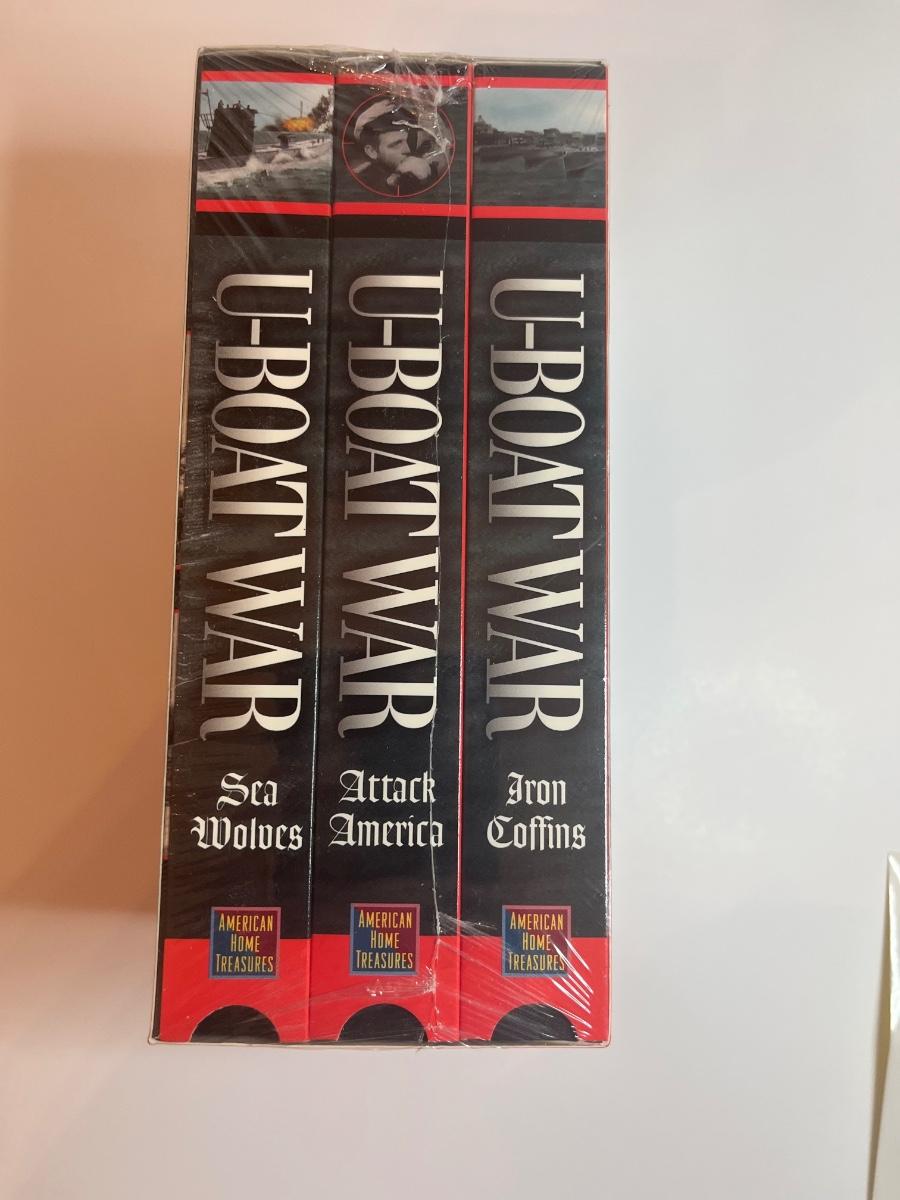 U-BOAT WAR
Sea
Wolves
AMERICAN
HOME
TREASURES
U-BOAT WAR
Attack
America
AMERICAN
HOME
TREASURES
U-BOAT WAR
Iron
Coffins
AMERICAN
HOME
TREASURES